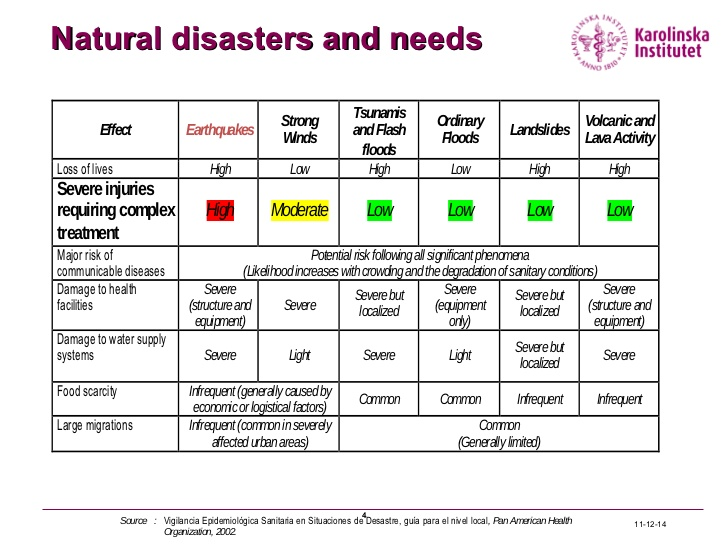 Natural disasters and needs
KAROLINSKA INSTITUTET
ANNO 1810
Karolinska
Institutet
Effect
Earthquakes
Strong
Winds
Tsunamis
and Flash
floods
Ordinary
Floods
Landslides
Volcanic and
Lava Activity
Loss of lives
High
Low
High
Low
High
High
Severe injuries
requiring complex
treatment
High
Moderate
Low
Low
Low
Low
Major risk of
communicable diseases
Potential risk following all significant phenomena
(Likelihood increases with crowding and the degradation of sanitary conditions)
Damage to health
facilities
Severe
(structure and
equipment)
Severe
Severe but
localized
Severe
(equipment
only)
Severe but
localized
Severe
(structure and
equipment)
Damage to water supply
systems
Severe
Light
Severe
Light
Severe but
localized
Severe
Food scarcity
Infrequent (generally caused by
economic or logistical factors)
Common
Common
Infrequent
Infrequent
Large migrations
Infrequent (common in severely
affected urban areas)
Common
(Generally limited)
4
Source : Vigilancia Epidemiológica Sanitaria en Situaciones de Desastre, guía para el nivel local, Pan American Health
Organization, 2002.
11-12-14